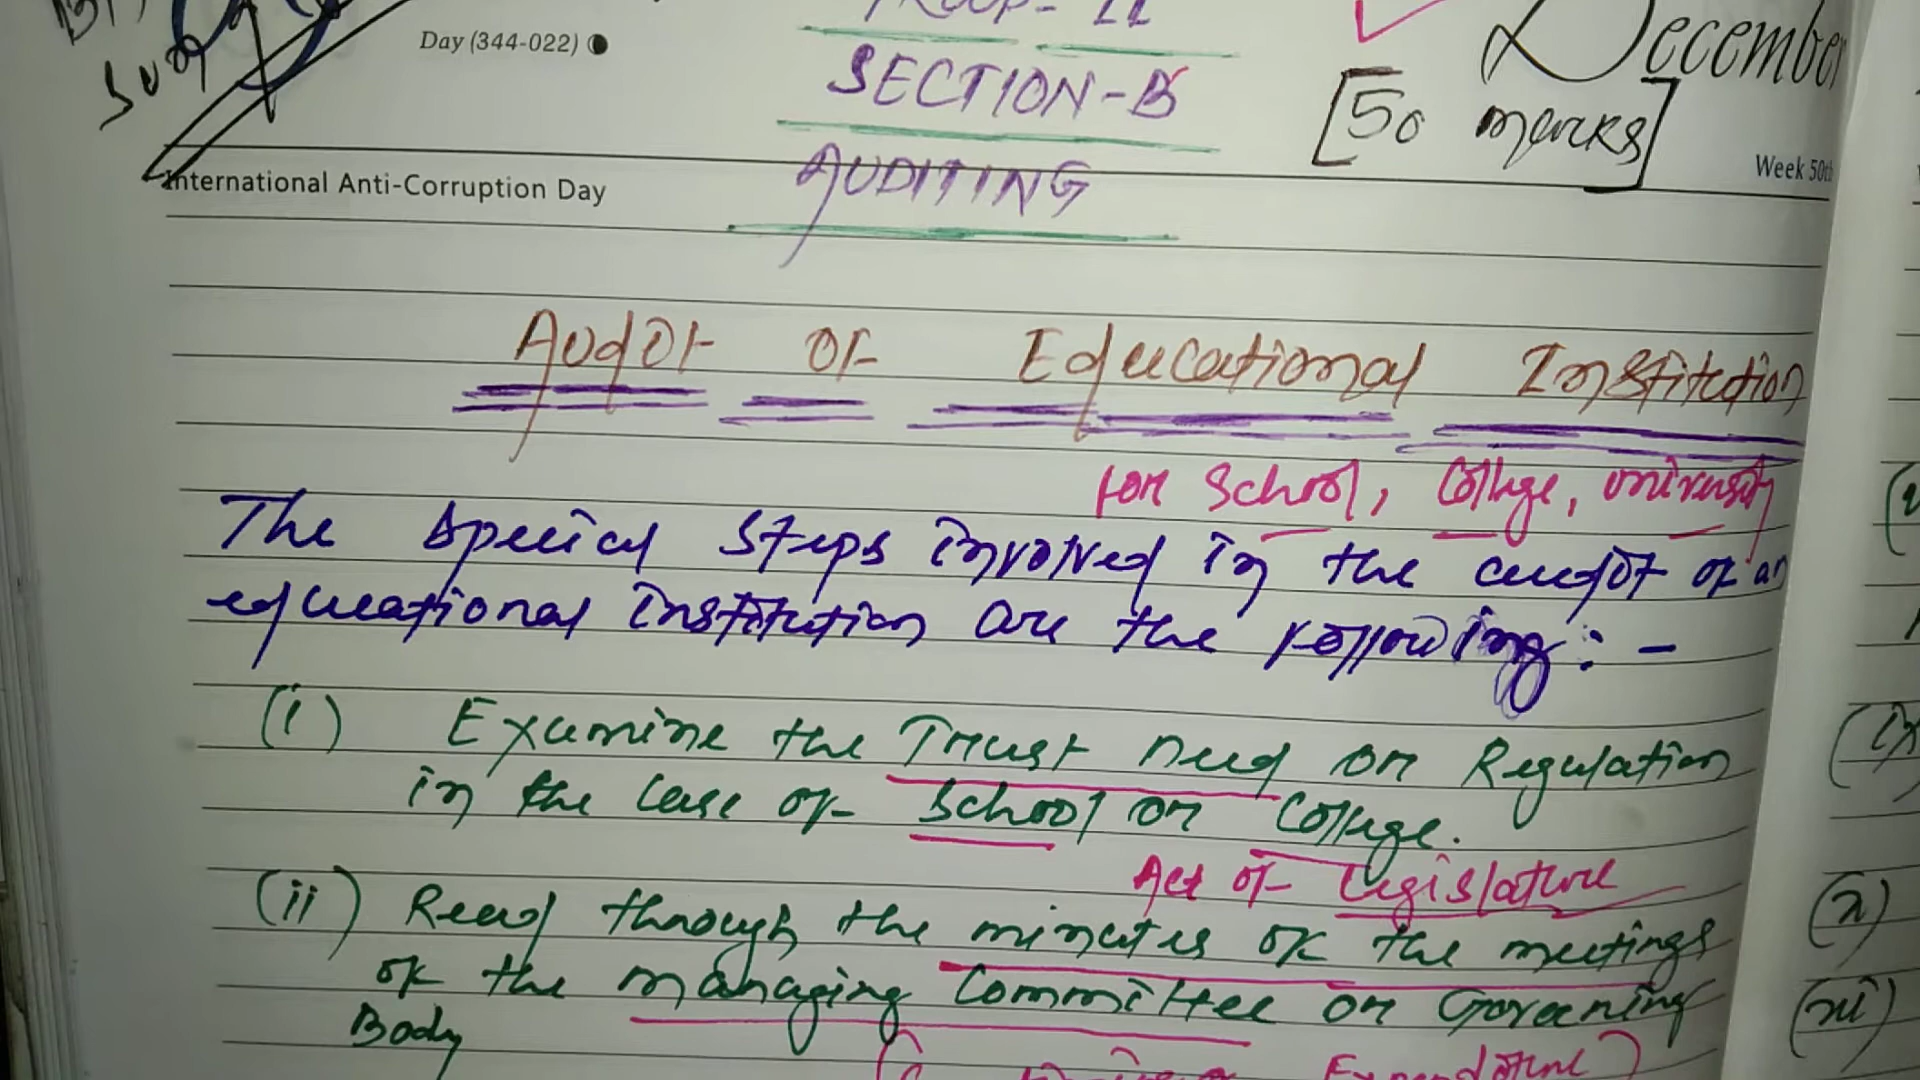 Day (344-022)
December
SECTION-B
[50 marks]
Week 50th
International Anti-Corruption Day
AUDITING
Audit of Educational Institution
for School, College, university
The special steps involved in the audit of an
educational institution are the following: -
(i) Examine the Trust Deed or Regulation
in the case of School or College.
Act of Legislature
(ii) Read through the minutes of the meetings
of the managing Committee or Governing
Body
Expenditure)
(x)
(xi)